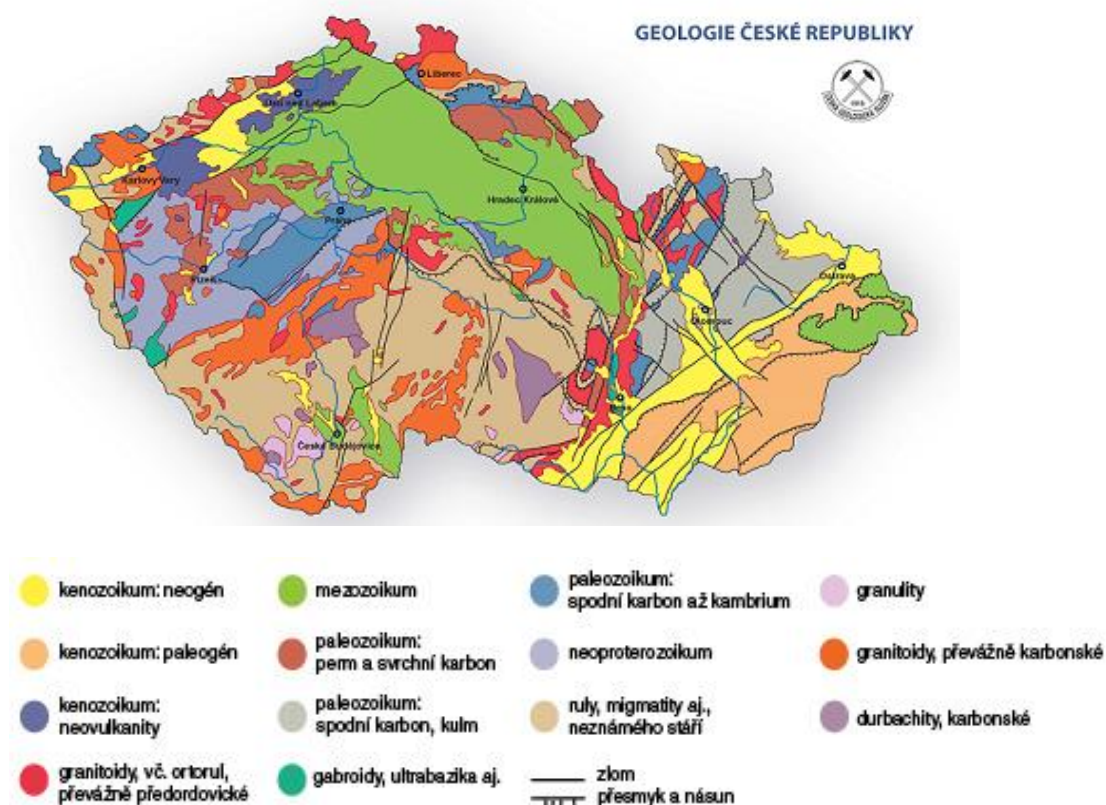 GEOLOGIE ČESKÉ REPUBLIKY
Liberec
Ústí nad Labem
Karlovy Vary
Hradec Králové
Praha
Plzeň
Ostrava
Olomouc
Brno
České Budějovice
kenozoikum: neogén
kenozoikum: paleogén
kenozoikum:
neovulkanity
granitoidy, vč. ortorul,
převážně předordovické
mezozoikum
paleozoikum:
perm a svrchní karbon
paleozoikum:
spodní karbon, kulm
gabroidy, ultrabazika aj.
paleozoikum:
spodní karbon až kambrium
neoproterozoikum
ruly, migmatity aj.,
neznámého stáří
zlom
přesmyk a násun
granulity
granitoidy, převážně karbonské
durbachity, karbonské